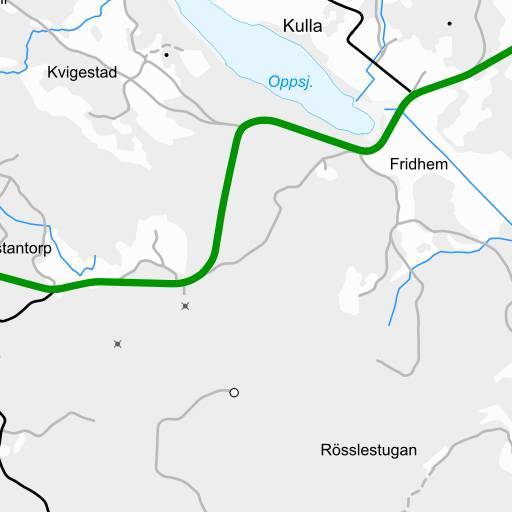 Kulla
Kvigestad
Oppsj.
Fridhem
stantorp
Rösslestugan